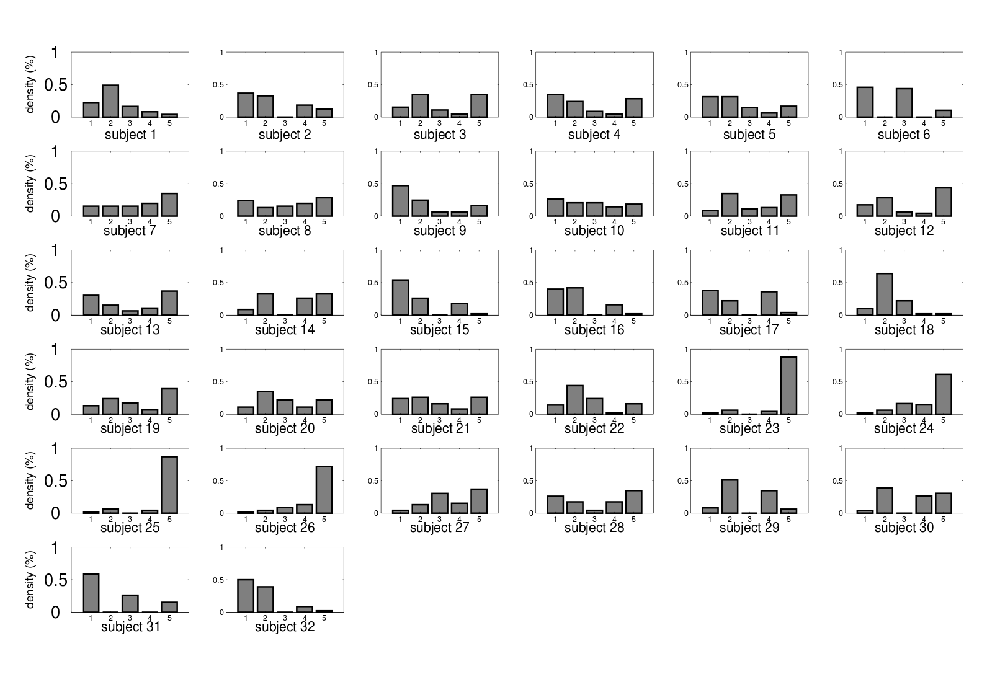 density (%)
1
0.5
0
1 2 3 4 5
subject 1
1
0.5
0
1 2 3 4 5
subject 2
1
0.5
0
1 2 3 4 5
subject 3
1
0.5
0
1 2 3 4 5
subject 4
1
0.5
0
1 2 3 4 5
subject 5
1
0.5
0
1 2 3 4 5
subject 6
density (%)
1
0.5
0
1 2 3 4 5
subject 7
1
0.5
0
1 2 3 4 5
subject 8
1
0.5
0
1 2 3 4 5
subject 9
1
0.5
0
1 2 3 4 5
subject 10
1
0.5
0
1 2 3 4 5
subject 11
1
0.5
0
1 2 3 4 5
subject 12
density (%)
1
0.5
0
1 2 3 4 5
subject 13
1
0.5
0
1 2 3 4 5
subject 14
1
0.5
0
1 2 3 4 5
subject 15
1
0.5
0
1 2 3 4 5
subject 16
1
0.5
0
1 2 3 4 5
subject 17
1
0.5
0
1 2 3 4 5
subject 18
density (%)
1
0.5
0
1 2 3 4 5
subject 19
1
0.5
0
1 2 3 4 5
subject 20
1
0.5
0
1 2 3 4 5
subject 21
1
0.5
0
1 2 3 4 5
subject 22
1
0.5
0
1 2 3 4 5
subject 23
1
0.5
0
1 2 3 4 5
subject 24
density (%)
1
0.5
0
1 2 3 4 5
subject 25
1
0.5
0
1 2 3 4 5
subject 26
1
0.5
0
1 2 3 4 5
subject 27
1
0.5
0
1 2 3 4 5
subject 28
1
0.5
0
1 2 3 4 5
subject 29
1
0.5
0
1 2 3 4 5
subject 30
density (%)
1
0.5
0
1 2 3 4 5
subject 31
1
0.5
0
1 2 3 4 5
subject 32